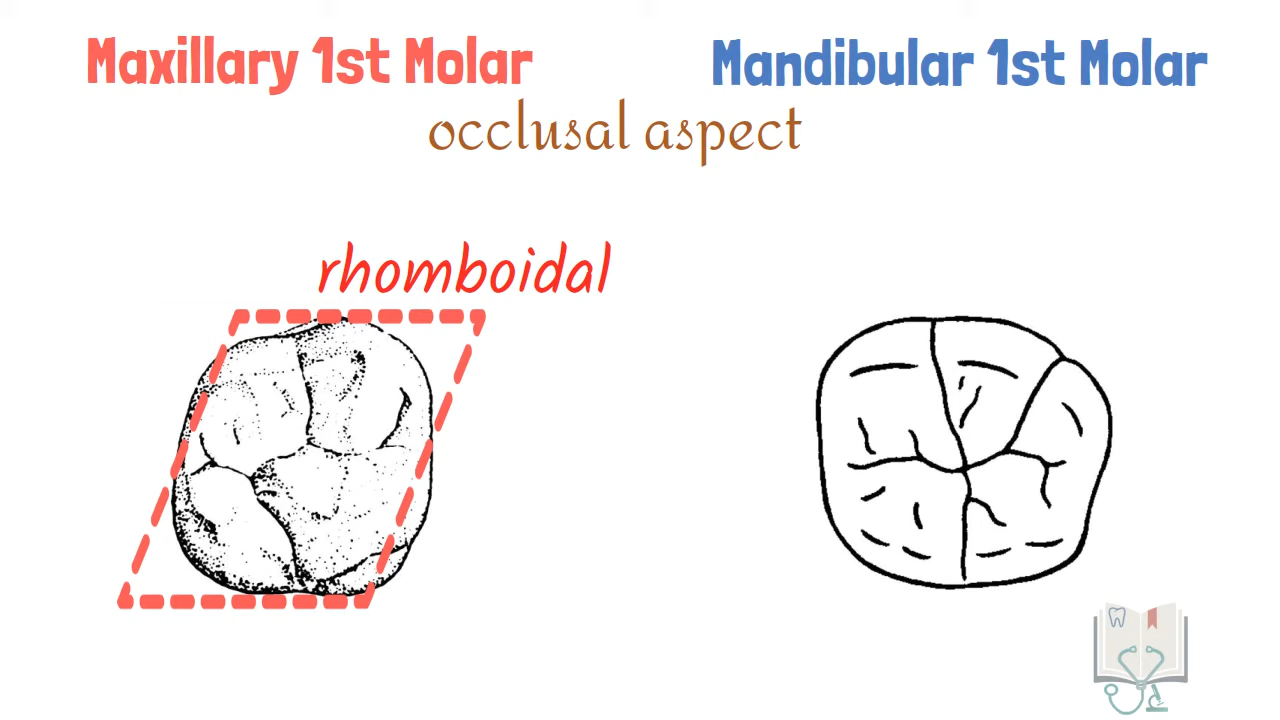 Maxillary 1st Molar
Mandibular 1st Molar
occlusal aspect
rhomboidal